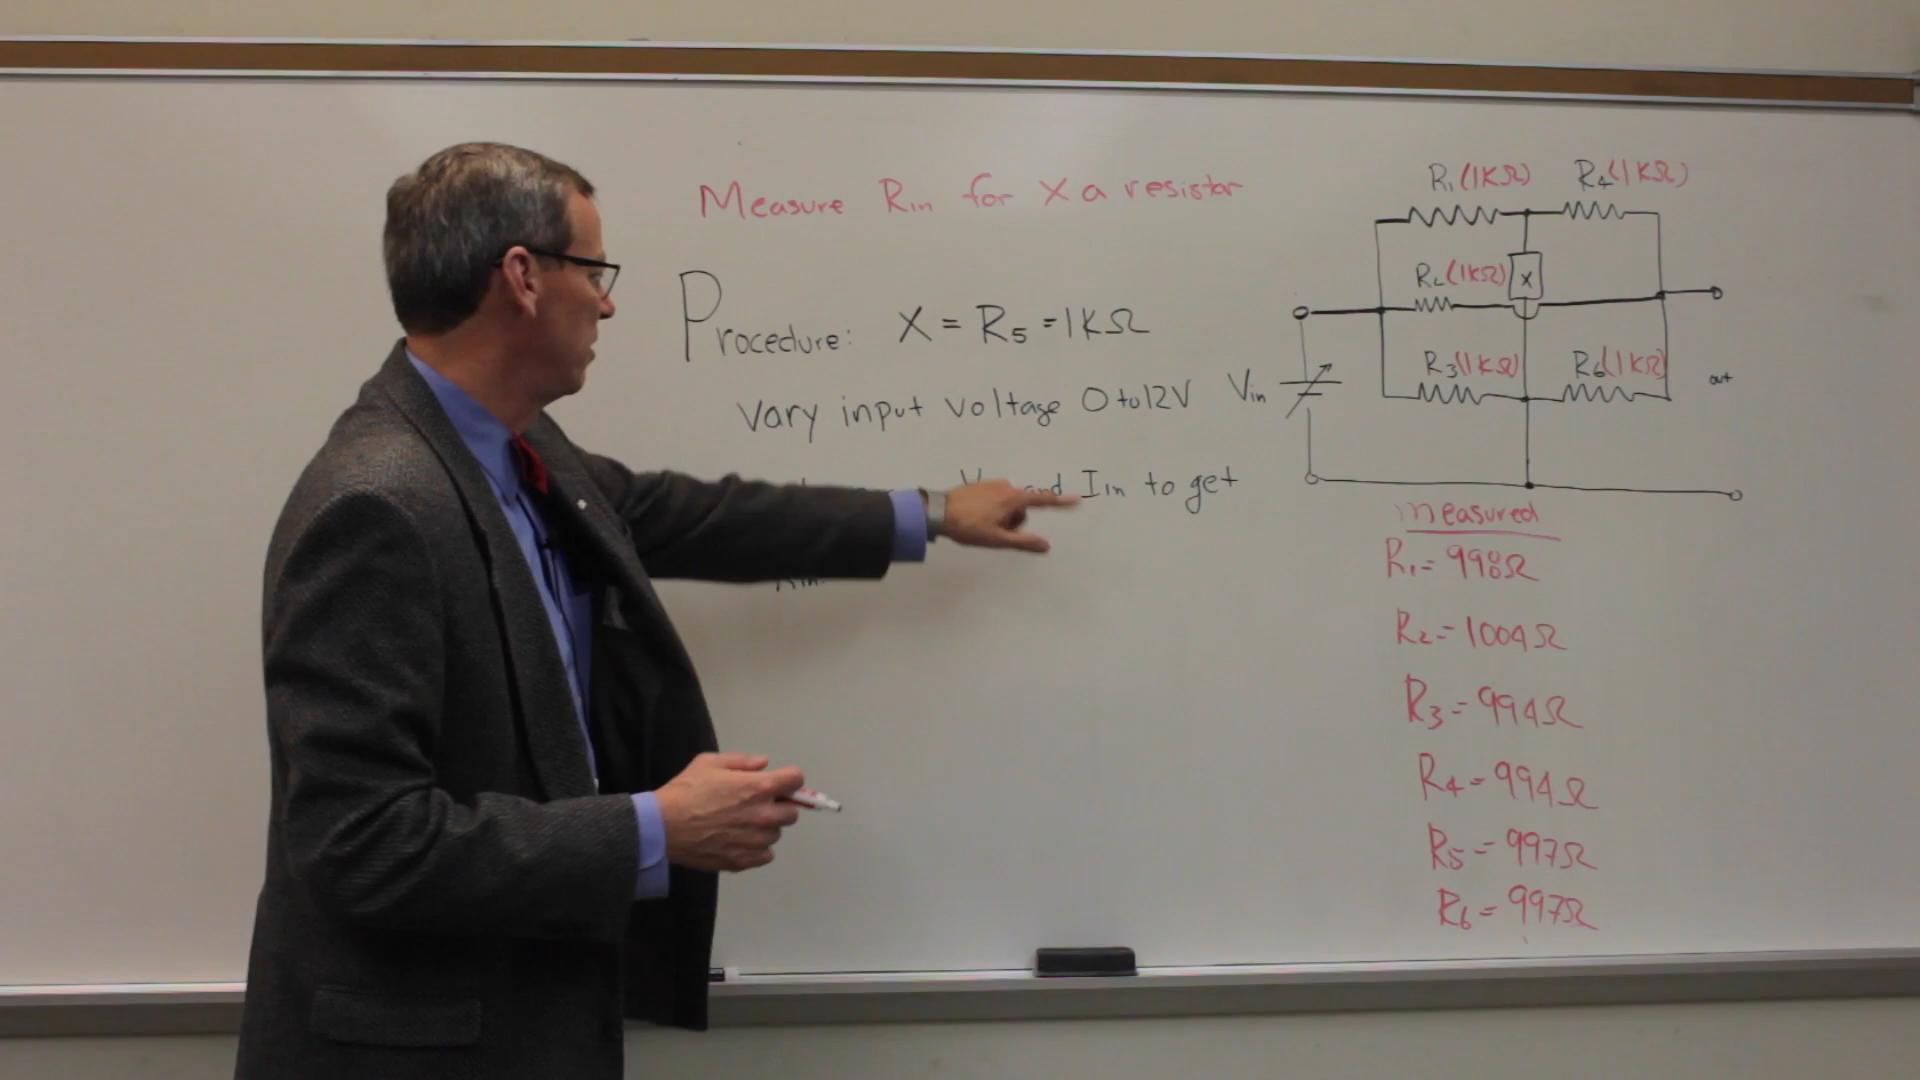 Measure Rin for X a resistor
Procedure: X = R5 = 1KΩ
Vary input voltage 0 to 12V
and Iin to get
Rin.
R1(1KΩ) R4(1KΩ)
R2(1KΩ) X
R3(1KΩ) R6(1KΩ)
Vin
out
measured
R1= 998Ω
R2= 1004Ω
R3= 994Ω
R4= 994Ω
R5= 997Ω
R6= 997Ω